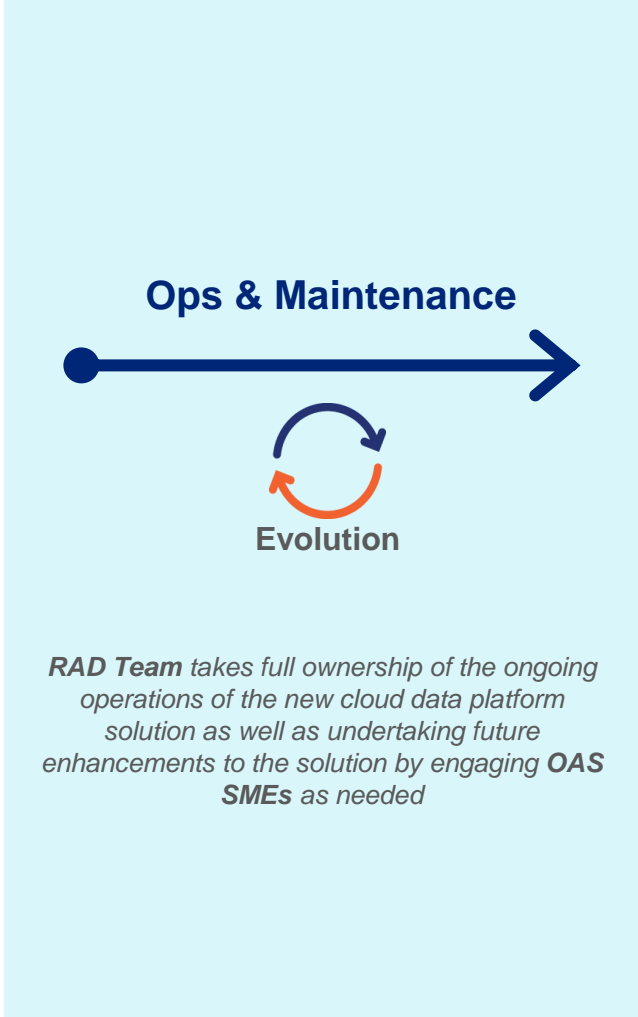 Ops & Maintenance
Evolution
RAD Team takes full ownership of the ongoing
operations of the new cloud data platform
solution as well as undertaking future
enhancements to the solution by engaging OAS
SMEs as needed